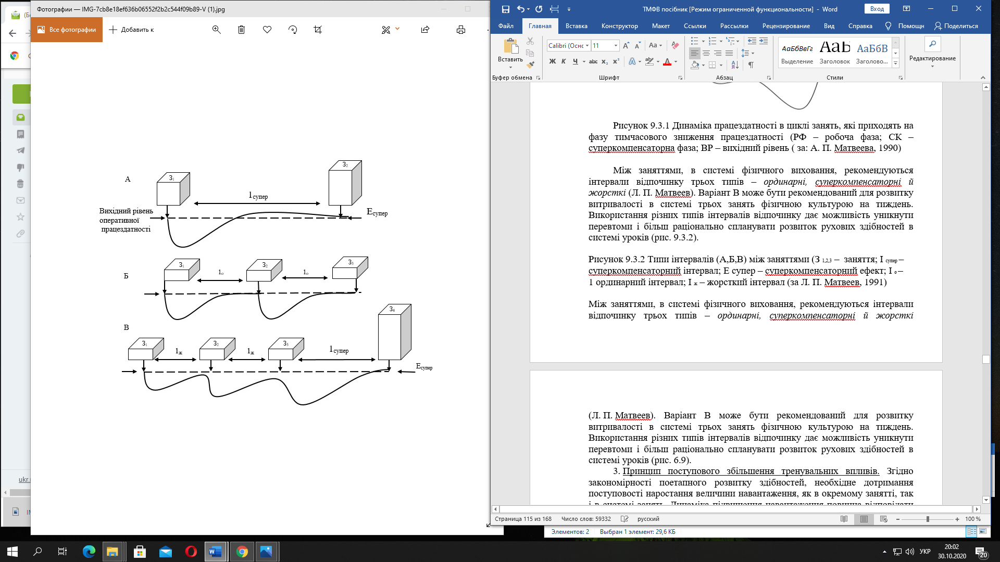 Фотографии — IMG-7cb8e18ef636b06552f2b2c544f09b89-V (1).jpg
Все фотографии
Добавить к
А
З1
З2
1супер
Вихідний рівень
оперативної
працездатності
Есупер
Б
З1
1о
З2
1о
З3
В
З1
1ж
З2
1ж
З3
1супер
З4
Есупер
ukr.
ТМФВ посібник [Режим ограниченной функциональности] - Word
Вход
Файл
Главная
Вставка
Конструктор
Макет
Ссылки
Рассылки
Рецензирование
Вид
Справка
Помощн
Поделиться
Вставить
Буфер обмена
Calibri (Оснс
11
Aa
Ж К Ч abc x₂ x²
Шрифт
Абзац
АаБбВвГг
Выделение
АаБ
Заголовок
АаБбВ
Заголово...
Стили
Редактирование
Рисунок 9.3.1 Динаміка працездатності в циклі занять, які приходять на
фазу тимчасового зниження працездатності (РФ – робоча фаза; СК –
суперкомпенсаторна фаза; ВР – вихідний рівень ( за: А. П. Матвеева, 1990)
Між заняттями, в системі фізичного виховання, рекомендуються
інтервали відпочинку трьох типів – ординарні, суперкомпенсаторні й
жорсткі (Л. П. Матвеев). Варіант В може бути рекомендований для розвитку
витривалості в системі трьох занять фізичною культурою на тиждень.
Використання різних типів інтервалів відпочинку дає можливість уникнути
перевтоми і більш раціонально спланувати розвиток рухових здібностей в
системі уроків (рис. 9.3.2).
Рисунок 9.3.2 Типи інтервалів (А,Б,В) між заняттями (З 1,2,3 – заняття; І супер –
суперкомпенсаторний інтервал; Е супер – суперкомпенсаторний ефект; І о –
1 ординарний інтервал; І ж – жорсткий інтервал (за Л. П. Матвеев, 1991)
Між заняттями, в системі фізичного виховання, рекомендуються інтервали
відпочинку трьох типів – ординарні, суперкомпенсаторні й жорсткі
(Л. П. Матвеев). Варіант В може бути рекомендований для розвитку
витривалості в системі трьох занять фізичною культурою на тиждень.
Використання різних типів інтервалів відпочинку дає можливість уникнути
перевтоми і більш раціонально спланувати розвиток рухових здібностей в
системі уроків (рис. 6.9).
3. Принцип поступового збільшення тренувальних впливів. Згідно
закономірності поетапного розвитку здібностей, необхідне дотримання
поступовості наростання величини навантаження, як в окремому занятті, так
і в системі занять. Динаміка підвищення навантаження повинна відповідати
Страница 115 из 168
Число слов: 59332
русский
100 %
Элементов: 2
Выбран 1 элемент: 29,6 КБ
УКР
20:02
30.10.2020
20